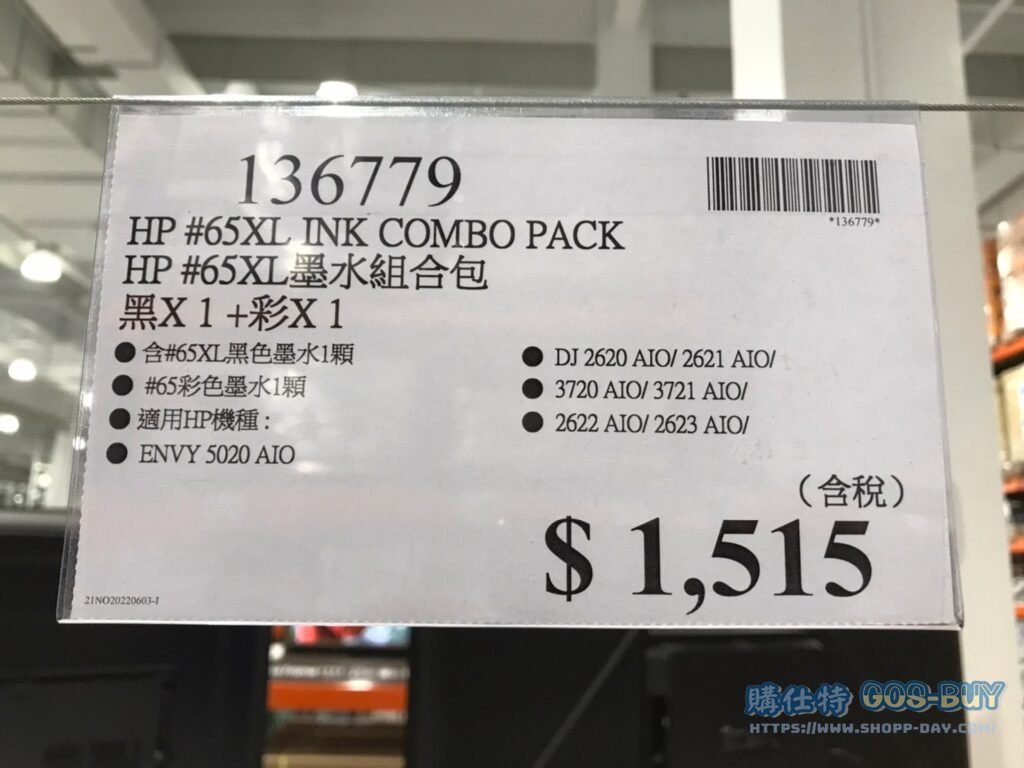 136779
*136779*
HP #65XL INK COMBO PACK
HP #65XL墨水組合包
黑X 1 +彩X 1
● 含#65XL黑色墨水1顆
● #65彩色墨水1顆
● 適用HP機種 :
● ENVY 5020 AIO
● DJ 2620 AIO/ 2621 AIO/
● 3720 AIO/ 3721 AIO/
● 2622 AIO/ 2623 AIO/
（含稅）
$ 1,515
21NO20220603-I
購仕特 GOS-BUY
HTTPS://WWW.SHOPP-DAY.COM/